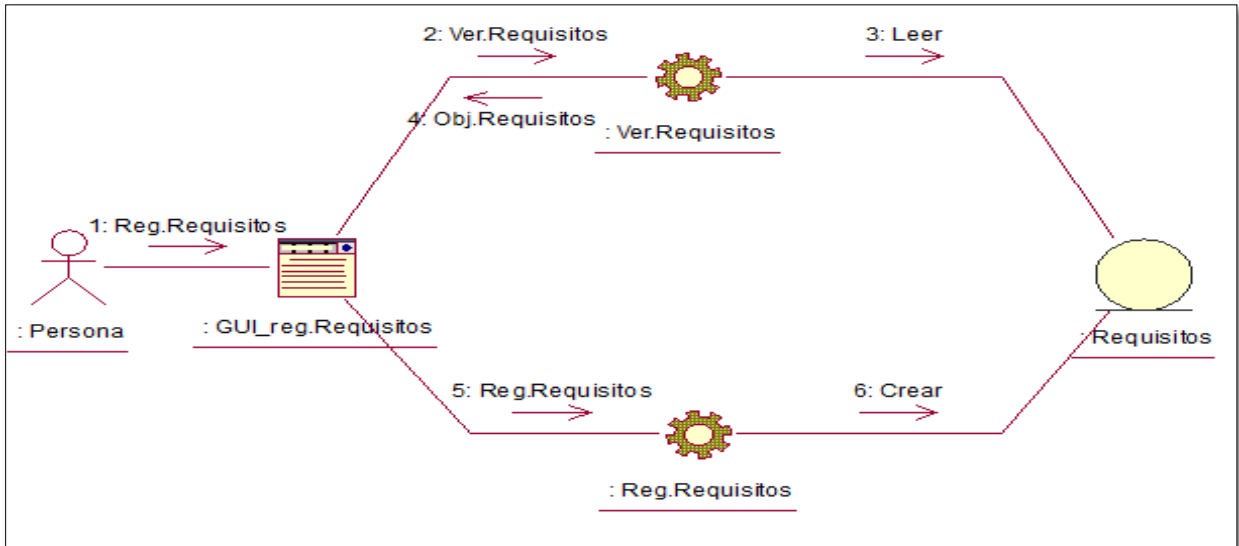 2: Ver.Requisitos
3: Leer
4: Obj.Requisitos
: Ver.Requisitos
1: Reg.Requisitos
: Persona
: GUI_reg.Requisitos
: Requisitos
5: Reg.Requisitos
6: Crear
: Reg.Requisitos